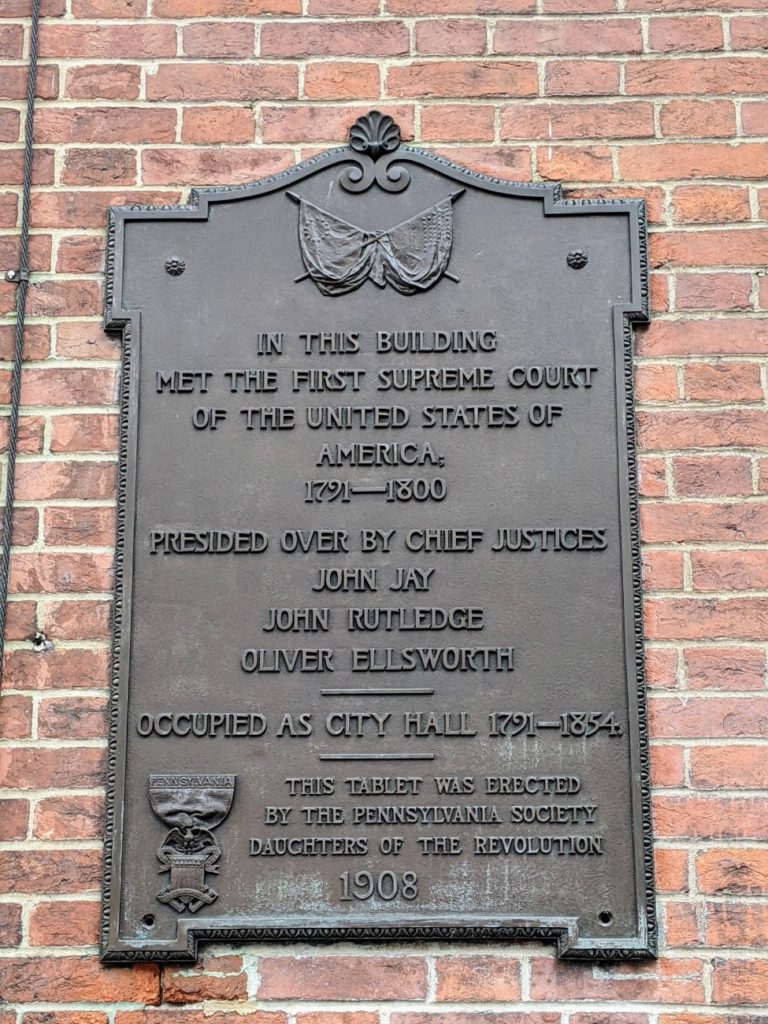 IN THIS BUILDING
MET THE FIRST SUPREME COURT
OF THE UNITED STATES OF
AMERICA;
1791—1800
PRESIDED OVER BY CHIEF JUSTICES
JOHN JAY
JOHN RUTLEDGE
OLIVER ELLSWORTH
OCCUPIED AS CITY HALL 1791—1854.
PENNSYLVANIA
THIS TABLET WAS ERECTED
BY THE PENNSYLVANIA SOCIETY
DAUGHTERS OF THE REVOLUTION
1908